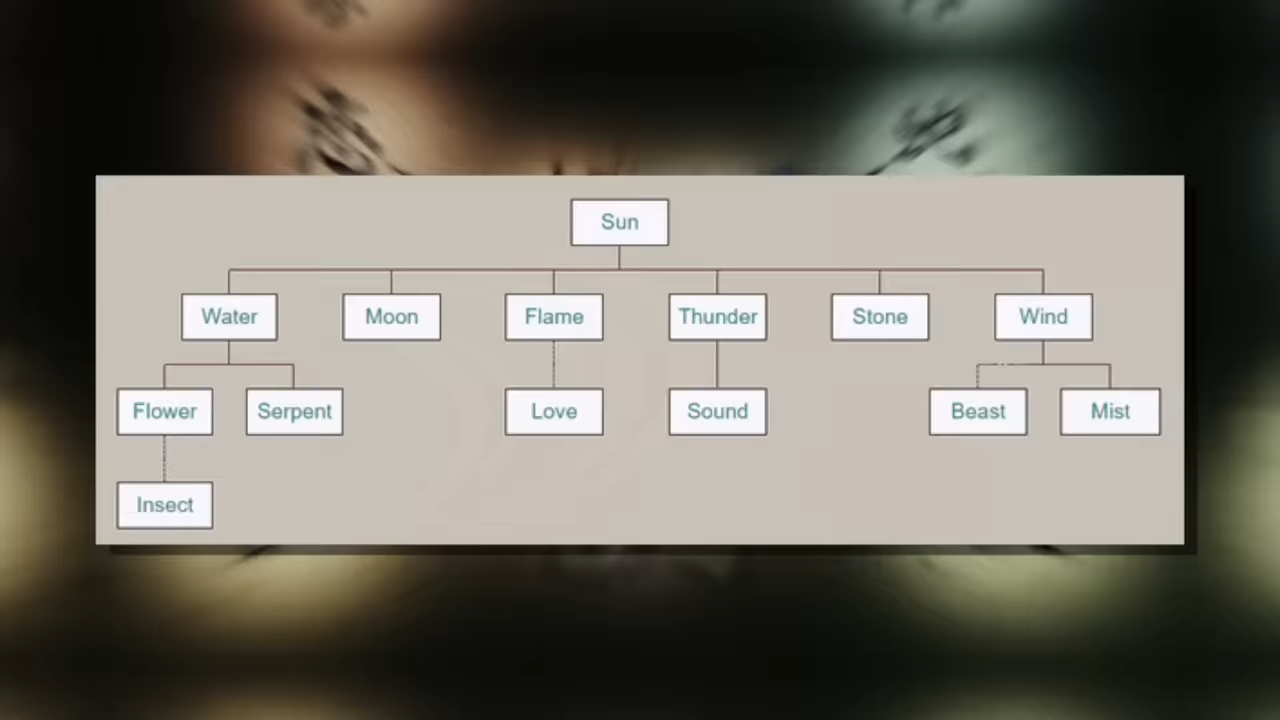 Sun
Water
Moon
Flame
Thunder
Stone
Wind
Flower
Serpent
Love
Sound
Beast
Mist
Insect